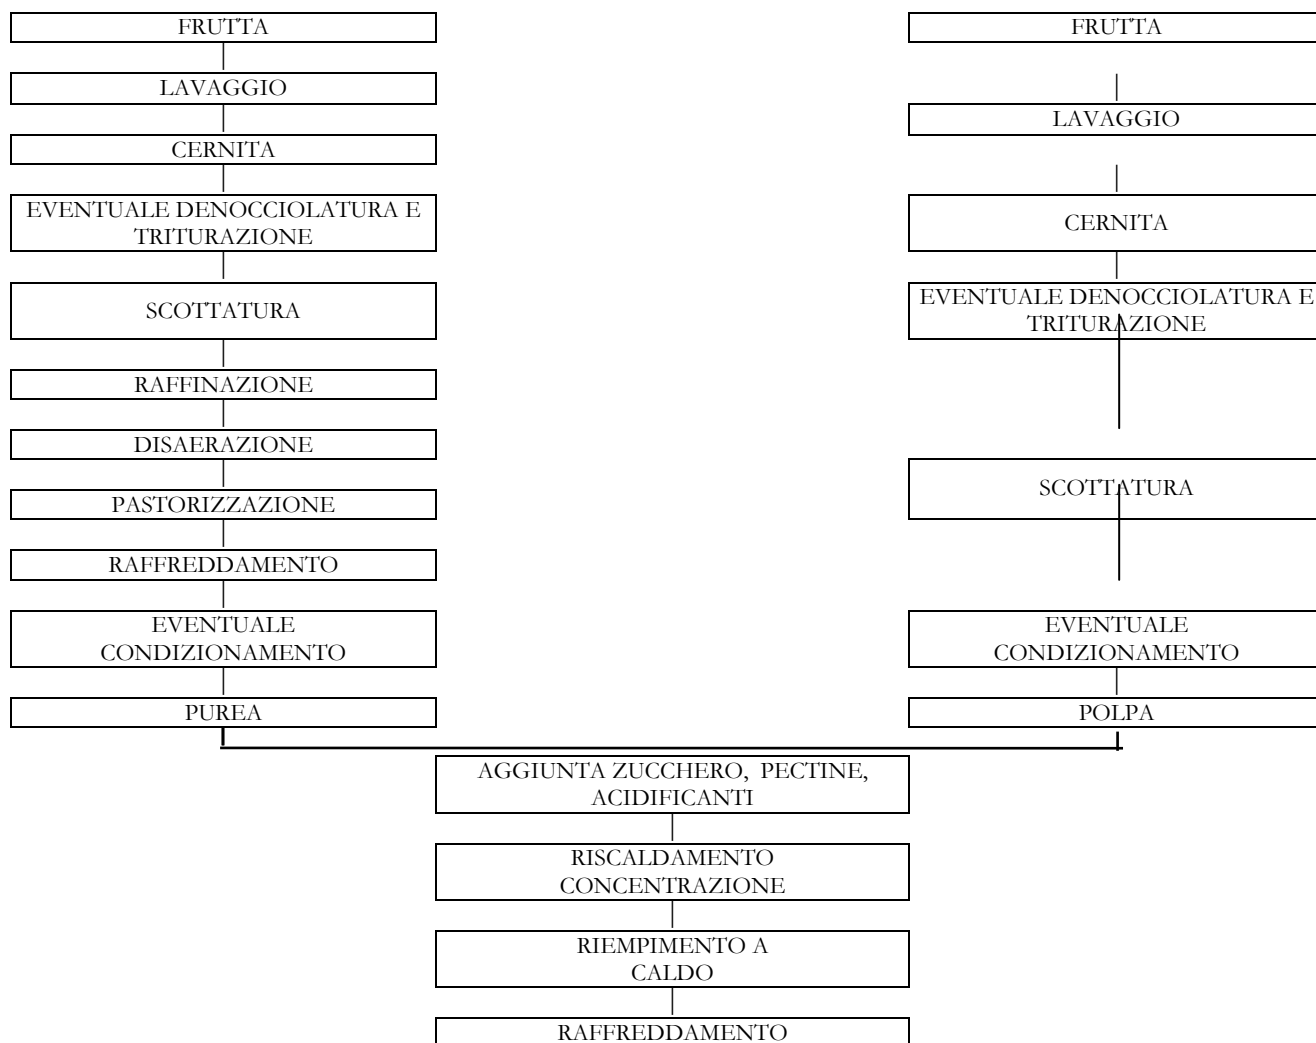 FRUTTA
LAVAGGIO
CERNITA
EVENTUALE DENOCCIOLATURA E
TRITURAZIONE
SCOTTATURA
RAFFINAZIONE
DISAERAZIONE
PASTORIZZAZIONE
RAFFREDDAMENTO
EVENTUALE
CONDIZIONAMENTO
PUREA
FRUTTA
LAVAGGIO
CERNITA
EVENTUALE DENOCCIOLATURA E
TRITURAZIONE
SCOTTATURA
EVENTUALE
CONDIZIONAMENTO
POLPA
AGGIUNTA ZUCCHERO, PECTINE,
ACIDIFICANTI
RISCALDAMENTO
CONCENTRAZIONE
RIEMPIMENTO A
CALDO
RAFFREDDAMENTO